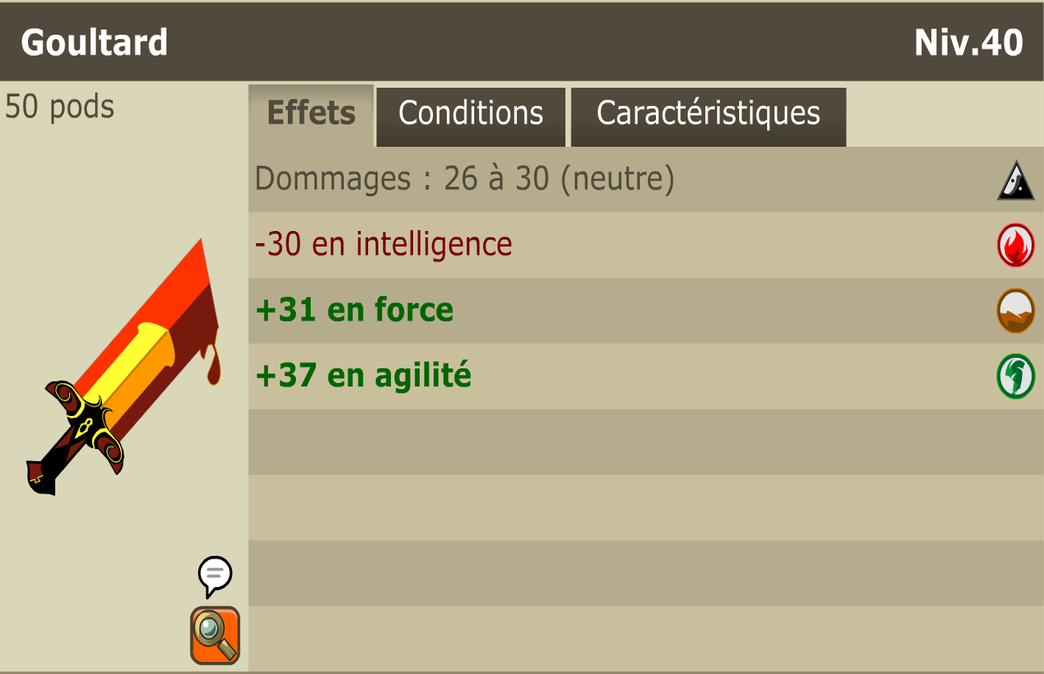 Goultard
Niv.40
50 pods
Effets
Conditions
Caractéristiques
Dommages : 26 à 30 (neutre)
-30 en intelligence
+31 en force
+37 en agilité